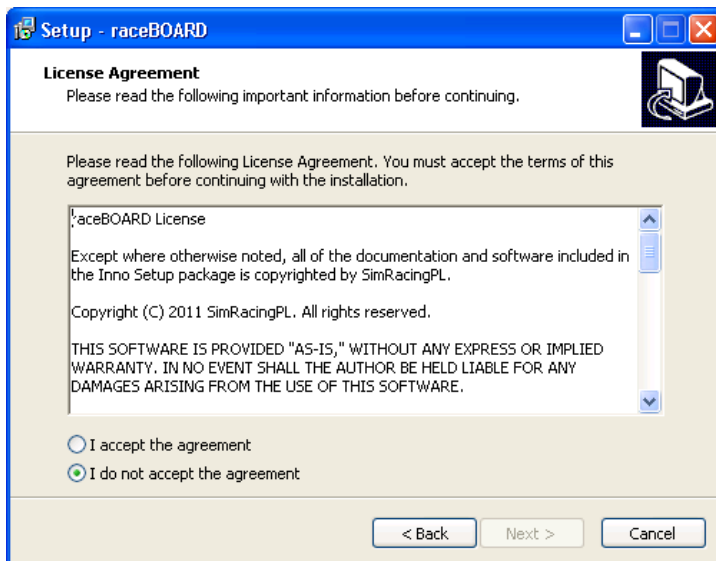 Setup - raceBOARD
License Agreement
Please read the following important information before continuing.
Please read the following License Agreement. You must accept the terms of this
agreement before continuing with the installation.
raceBOARD License
Except where otherwise noted, all of the documentation and software included in
the Inno Setup package is copyrighted by SimRacingPL.
Copyright (C) 2011 SimRacingPL. All rights reserved.
THIS SOFTWARE IS PROVIDED "AS-IS," WITHOUT ANY EXPRESS OR IMPLIED
WARRANTY. IN NO EVENT SHALL THE AUTHOR BE HELD LIABLE FOR ANY
DAMAGES ARISING FROM THE USE OF THIS SOFTWARE.
I accept the agreement
I do not accept the agreement
< Back
Next >
Cancel